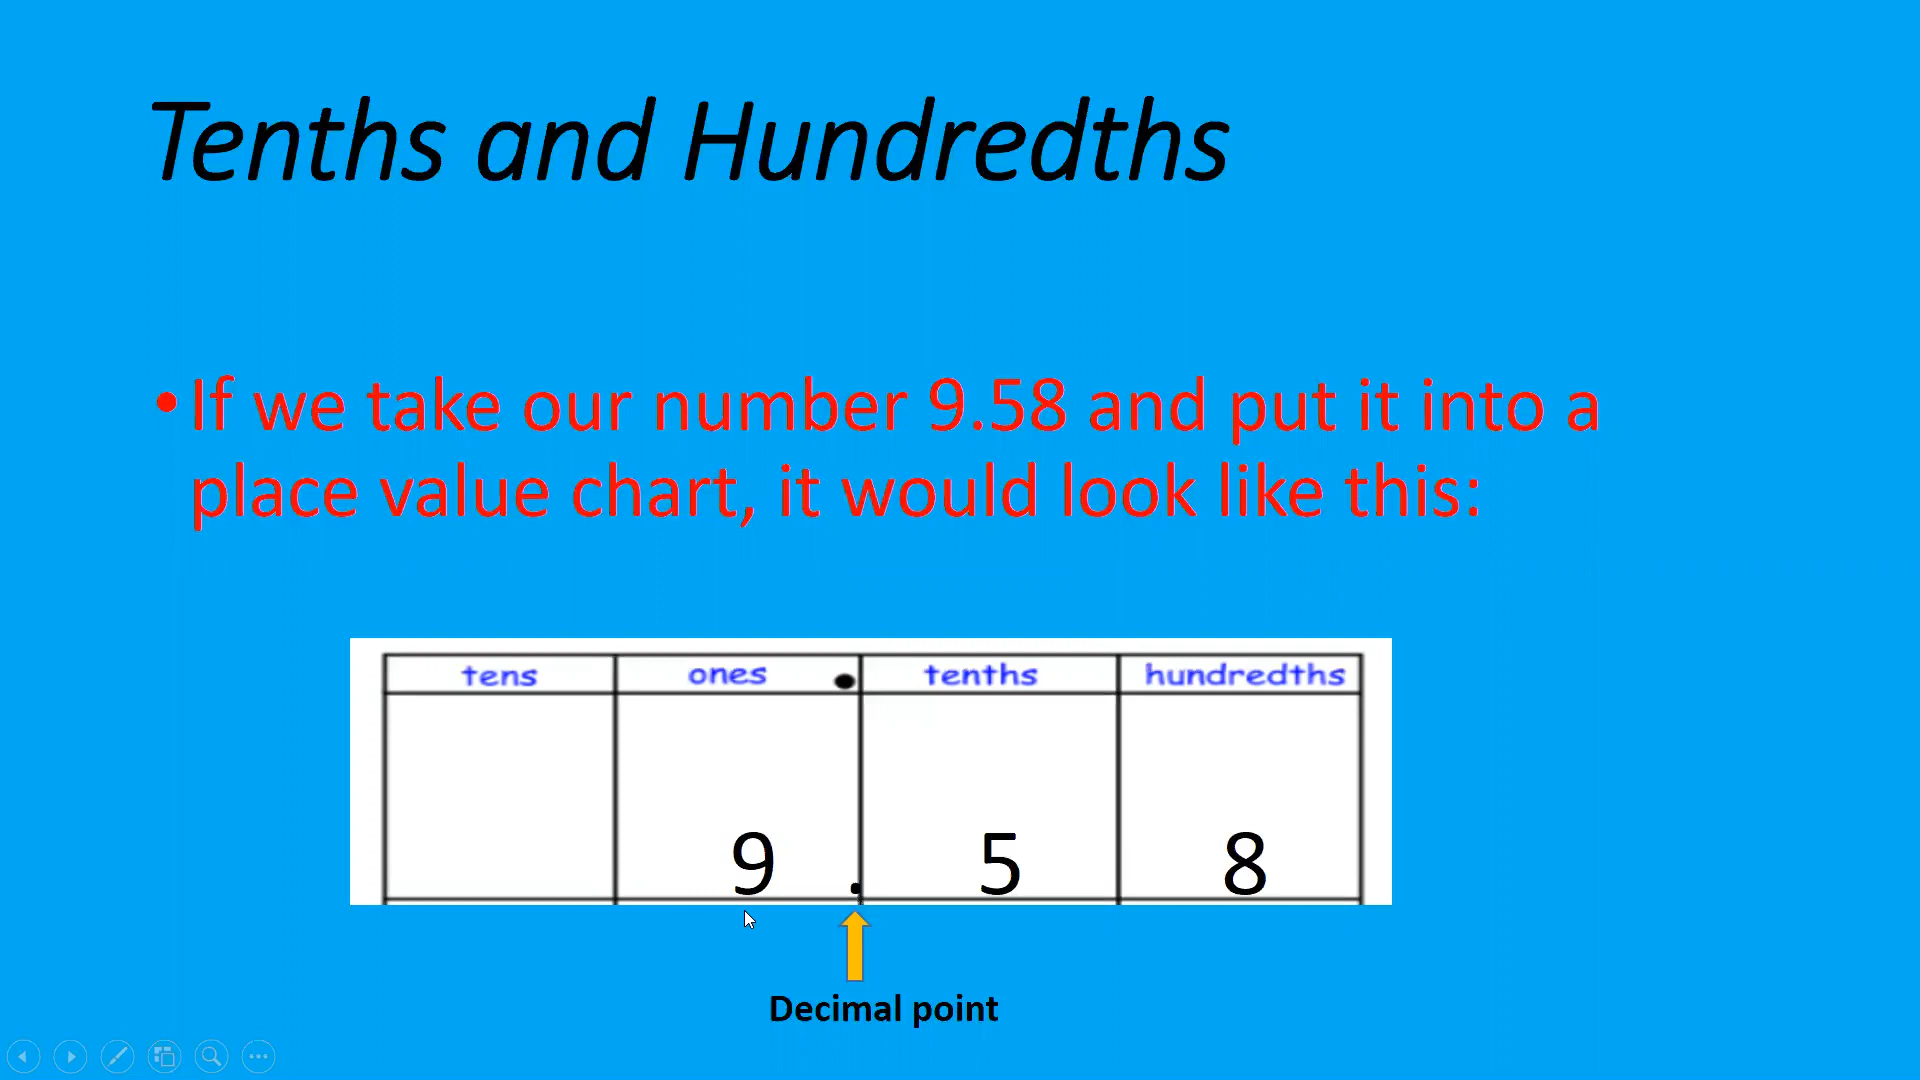 Tenths and Hundredths
• If we take our number 9.58 and put it into a
place value chart, it would look like this:
tens ones . tenths hundredths
9 . 5 8
Decimal point